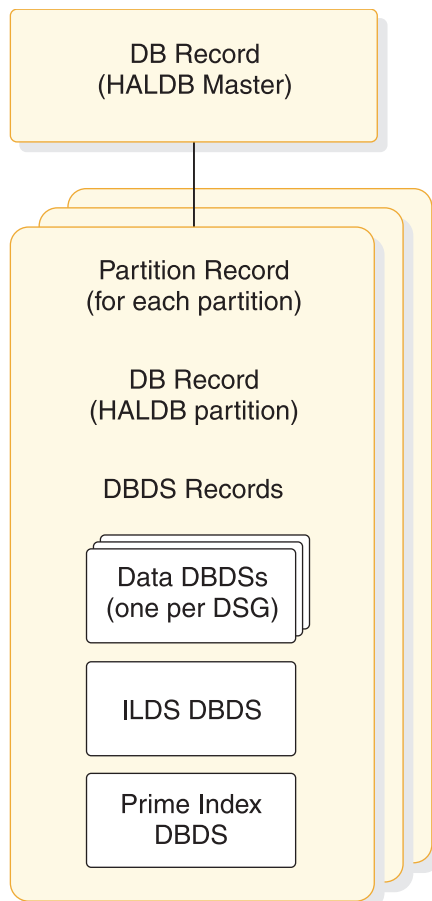 DB Record
(HALDB Master)
Partition Record
(for each partition)
DB Record
(HALDB partition)
DBDS Records
Data DBDSs
(one per DSG)
ILDS DBDS
Prime Index
DBDS